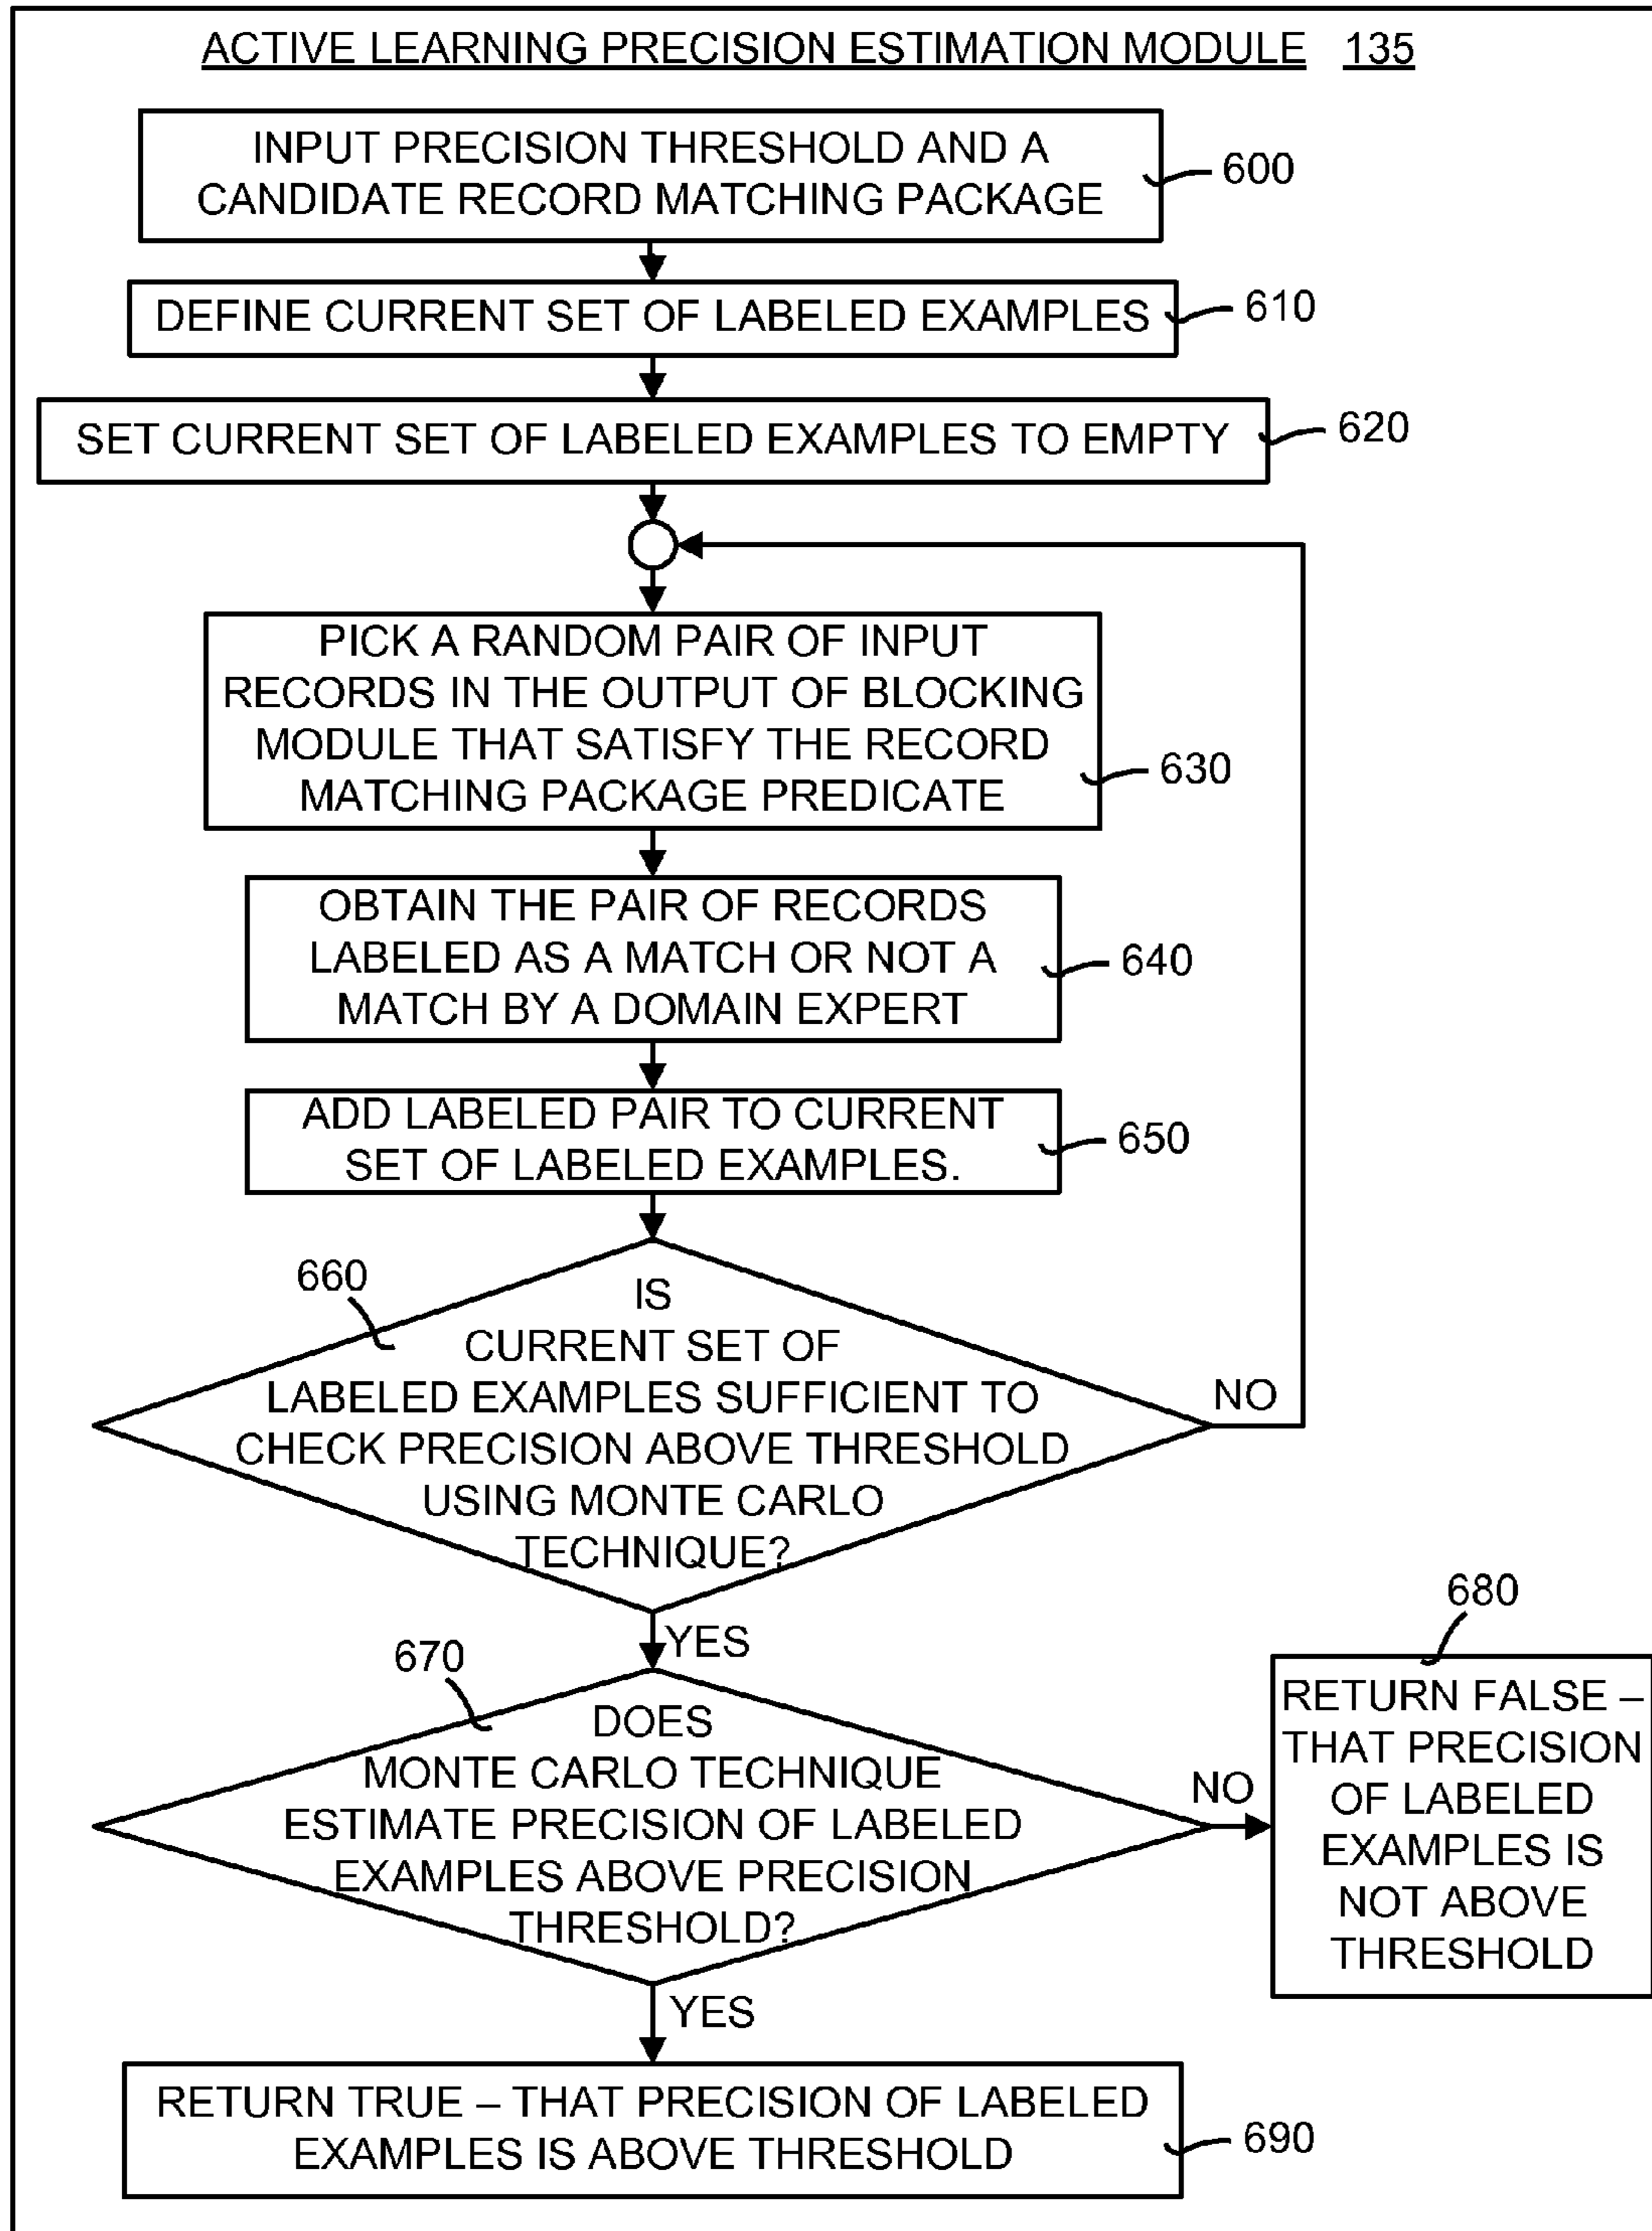 ACTIVE LEARNING PRECISION ESTIMATION MODULE 135
INPUT PRECISION THRESHOLD AND A
CANDIDATE RECORD MATCHING PACKAGE
600
DEFINE CURRENT SET OF LABELED EXAMPLES
610
SET CURRENT SET OF LABELED EXAMPLES TO EMPTY
620
PICK A RANDOM PAIR OF INPUT
RECORDS IN THE OUTPUT OF BLOCKING
MODULE THAT SATISFY THE RECORD
MATCHING PACKAGE PREDICATE
630
OBTAIN THE PAIR OF RECORDS
LABELED AS A MATCH OR NOT A
MATCH BY A DOMAIN EXPERT
640
ADD LABELED PAIR TO CURRENT
SET OF LABELED EXAMPLES.
650
660
IS
CURRENT SET OF
LABELED EXAMPLES SUFFICIENT TO
CHECK PRECISION ABOVE THRESHOLD
USING MONTE CARLO
TECHNIQUE?
NO
YES
670
DOES
MONTE CARLO TECHNIQUE
ESTIMATE PRECISION OF LABELED
EXAMPLES ABOVE PRECISION
THRESHOLD?
NO
680
RETURN FALSE –
THAT PRECISION
OF LABELED
EXAMPLES IS
NOT ABOVE
THRESHOLD
YES
RETURN TRUE – THAT PRECISION OF LABELED
EXAMPLES IS ABOVE THRESHOLD
690